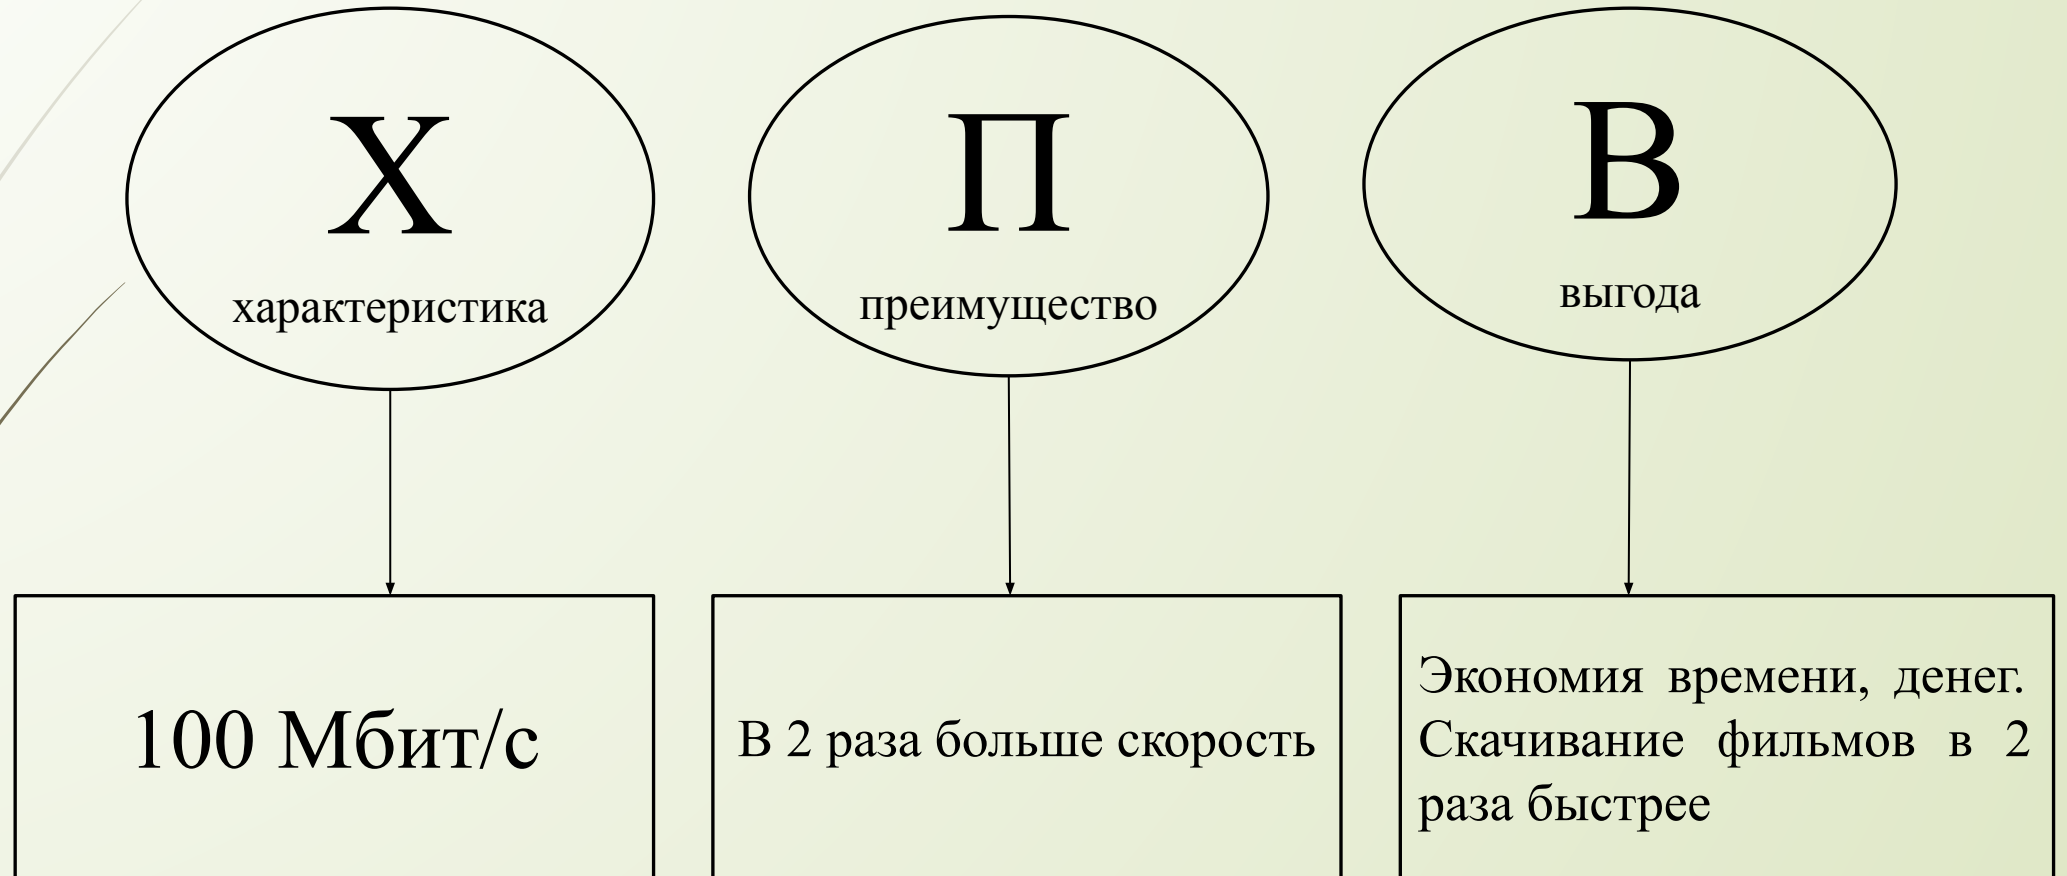 Х
характеристика
П
преимущество
В
выгода
100 Мбит/с
В 2 раза больше скорость
Экономия времени, денег.
Скачивание фильмов в 2
раза быстрее